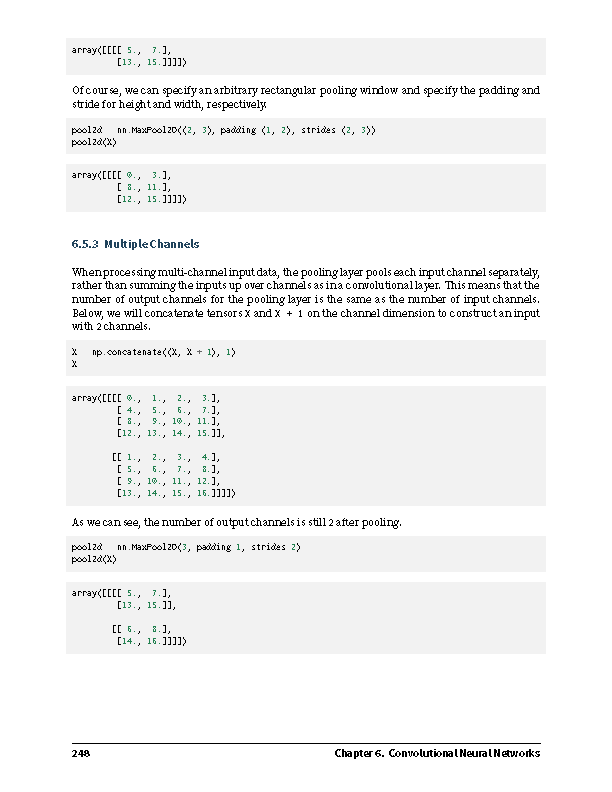 array([[[[ 5.,  7.],
         [13., 15.]]]])
Of course, we can specify an arbitrary rectangular pooling window and specify the padding and
stride for height and width, respectively.
pool2d   nn.MaxPool2D((2, 3), padding (1, 2), strides (2, 3))
pool2d(X)
array([[[[ 0.,  3.],
         [ 8., 11.],
         [12., 15.]]]])
6.5.3 Multiple Channels
When processing multi-channel input data, the pooling layer pools each input channel separately,
rather than summing the inputs up over channels as in a convolutional layer. This means that the
number of output channels for the pooling layer is the same as the number of input channels.
Below, we will concatenate tensors X and X + 1 on the channel dimension to construct an input
with 2 channels.
X   np.concatenate((X, X + 1), 1)
X
array([[[[ 0.,  1.,  2.,  3.],
         [ 4.,  5.,  6.,  7.],
         [ 8.,  9., 10., 11.],
         [12., 13., 14., 15.]],
        [[ 1.,  2.,  3.,  4.],
         [ 5.,  6.,  7.,  8.],
         [ 9., 10., 11., 12.],
         [13., 14., 15., 16.]]]])
As we can see, the number of output channels is still 2 after pooling.
pool2d   nn.MaxPool2D(3, padding 1, strides 2)
pool2d(X)
array([[[[ 5.,  7.],
         [13., 15.]],
        [[ 6.,  8.],
         [14., 16.]]]])
248 Chapter 6. Convolutional Neural Networks